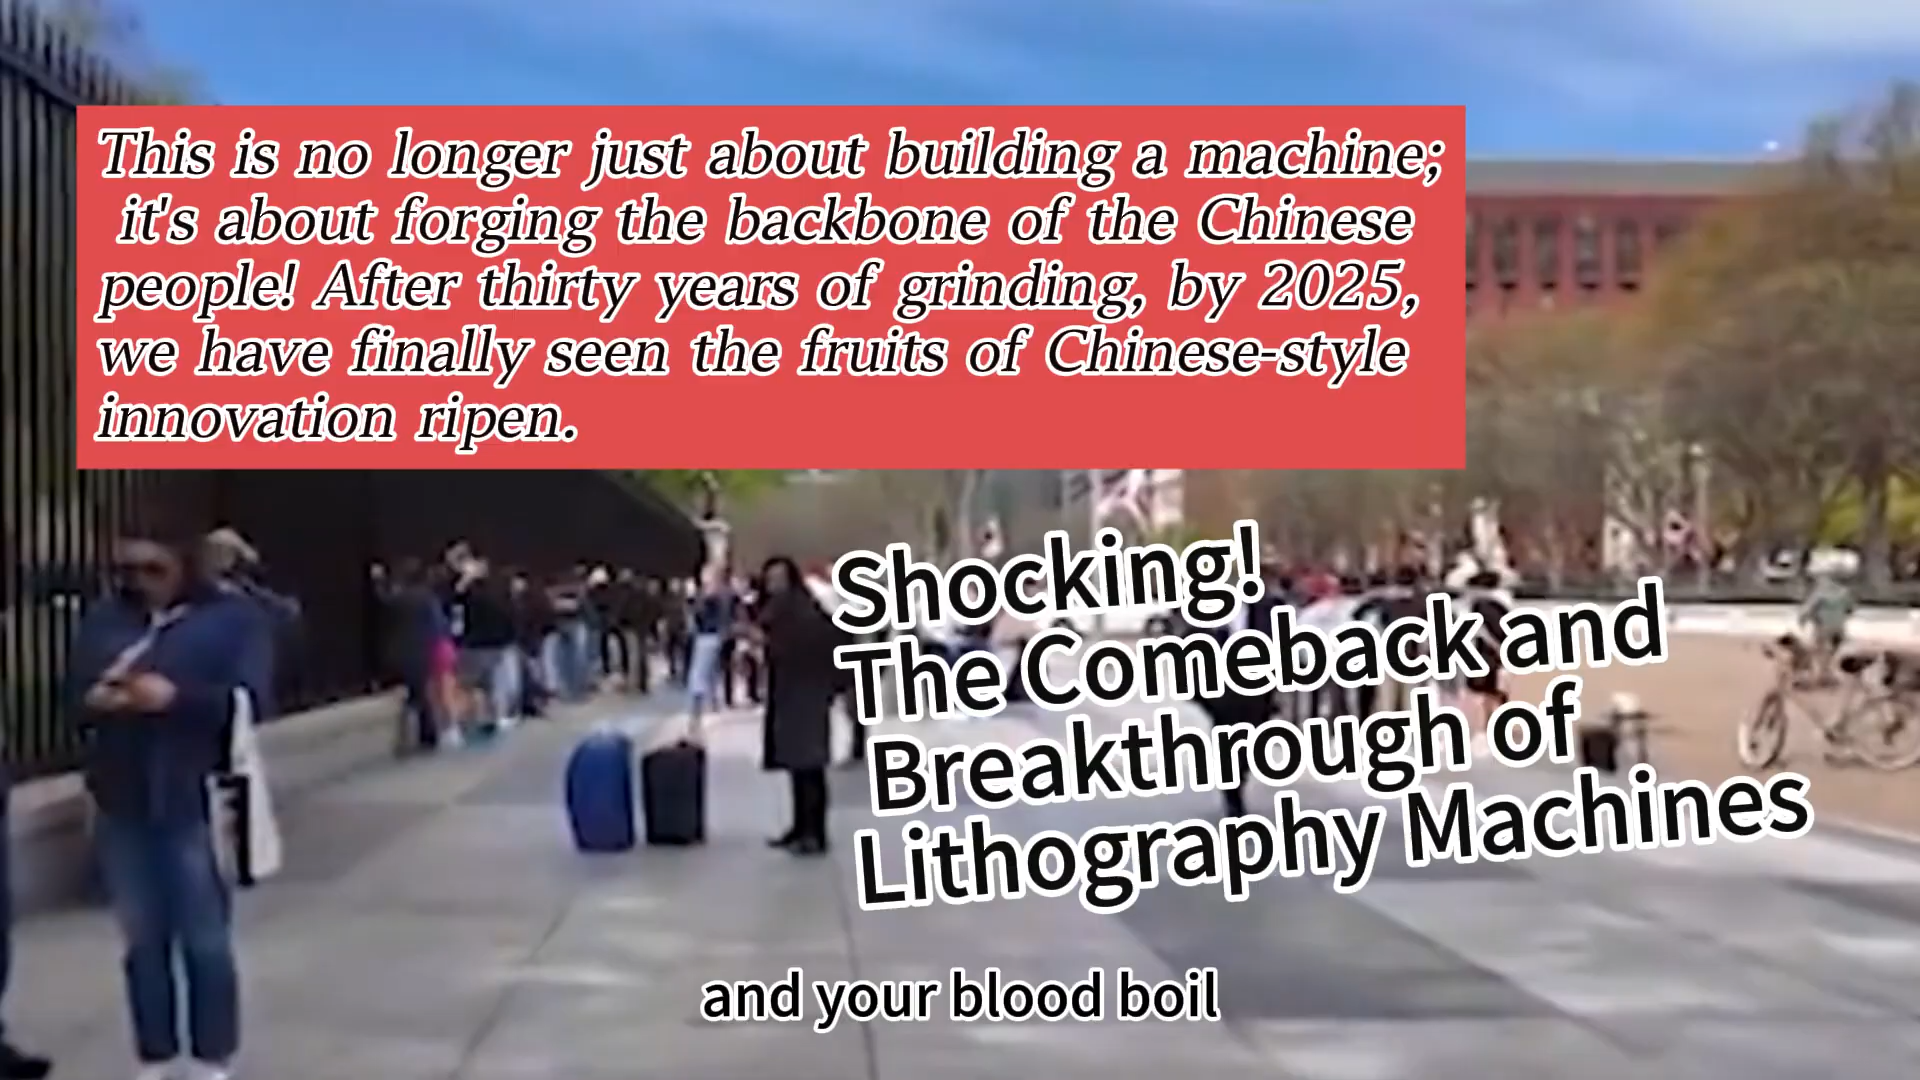 This is no longer just about building a machine;
it's about forging the backbone of the Chinese
people! After thirty years of grinding, by 2025,
we have finally seen the fruits of Chinese-style
innovation ripen.
Shocking!
The Comeback and
Breakthrough of
Lithography Machines
and your blood boil